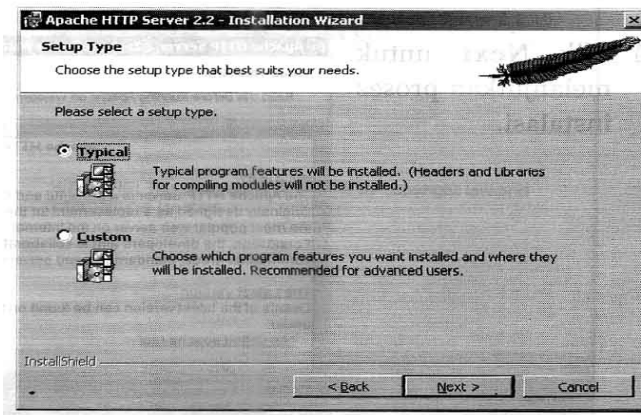 Apache HTTP Server 2.2 - Installation Wizard
Setup Type
Choose the setup type that best suits your needs.
Please select a setup type.
Typical
Typical program features will be installed. (Headers and Libraries
for compiling modules will not be installed.)
Custom
Choose which program features you want installed and where they
will be installed. Recommended for advanced users.
InstallShield
< Back
Next >
Cancel